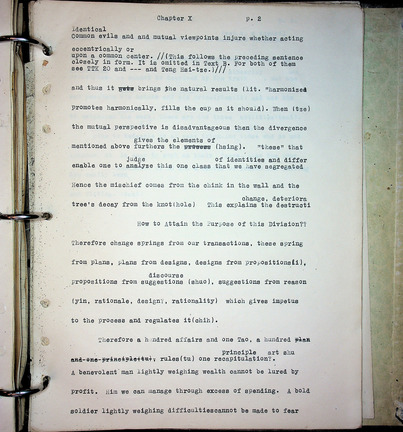 Chapter X p. 2
identical
Common evils and and mutual viewpoints injure whether acting
eccentrically or
upon a common center. //(This follows the preceding sentence
closely in form. It is omitted in Text B. For both of them
see TTK 20 and --- and Teng Hsi-tze.)///
and thus it brings the natural results (lit. "harmonized
promotes harmonically, fills the cup as it should). When (tze)
the mutual perspective is disadvantageous then the divergence
gives the elements of
mentioned above furthers the (hsing). "these" that
judge of identities and differ
enable one to analyze this one class that we have segregated
Hence the mischief comes from the chink in the wall and the
change, deteriora
tree's decay from the knot(hole) This explains the destructi
How to Attain the Purpose of this Division??
Therefore change springs from our transactions, these spring
from plans, plans from designs, designs from propositions(i),
discourse
propositions from suggestions (shuo), suggestions from reason
(yin, rationale, design, rationality) which gives impetus
to the process and regulates it(chih).
Therefore a hundred affairs and one Tao, a hundred plan
principle art shu
and one principle(tu), rules(tu) one recapitulation?.
A benevolent man lightly weighing wealth cannot be lured by
profit. Him we can manage through excess of spending. A bold
soldier lightly weighing difficultiescannot be made to fear